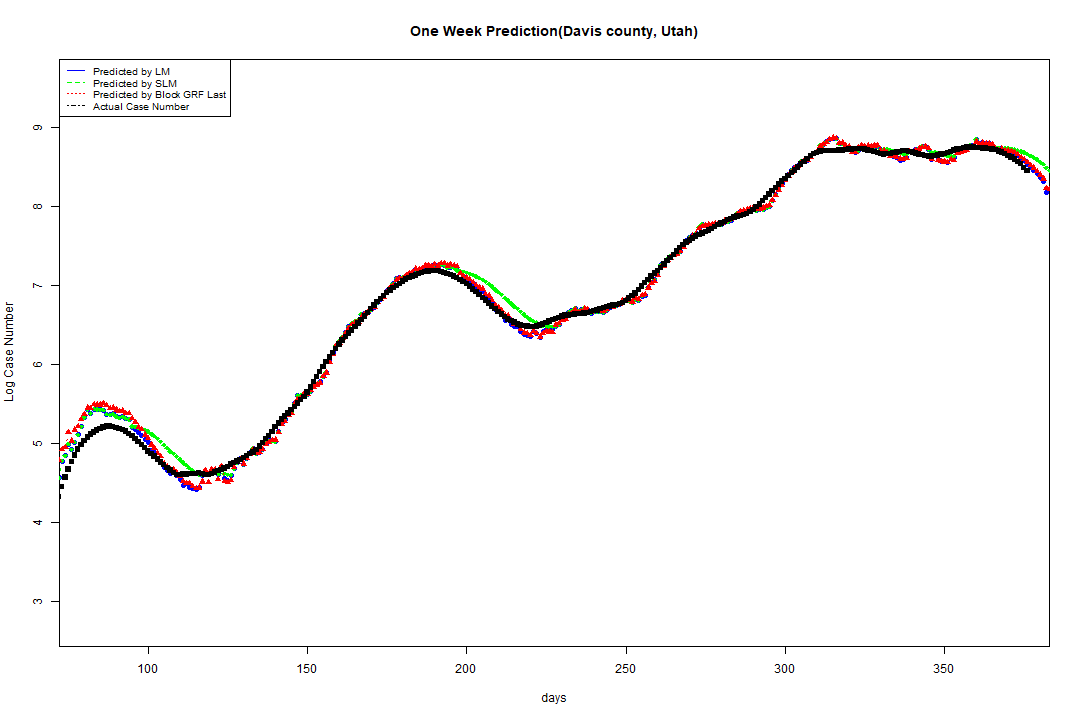 One Week Prediction(Davis county, Utah)
Predicted by LM
Predicted by SLM
Predicted by Block GRF Last
Actual Case Number
9
8
7
6
5
4
3
Log Case Number
100 150 200 250 300 350
days